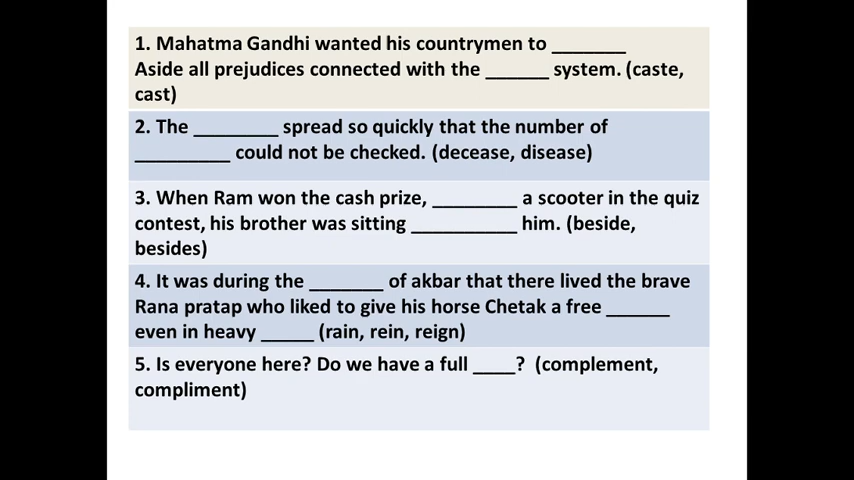 1. Mahatma Gandhi wanted his countrymen to _______
Aside all prejudices connected with the ______ system. (caste,
cast)
2. The ________ spread so quickly that the number of
_________ could not be checked. (decease, disease)
3. When Ram won the cash prize, ________ a scooter in the quiz
contest, his brother was sitting __________ him. (beside,
besides)
4. It was during the _______ of akbar that there lived the brave
Rana pratap who liked to give his horse Chetak a free ______
even in heavy _____ (rain, rein, reign)
5. Is everyone here? Do we have a full ____? (complement,
compliment)